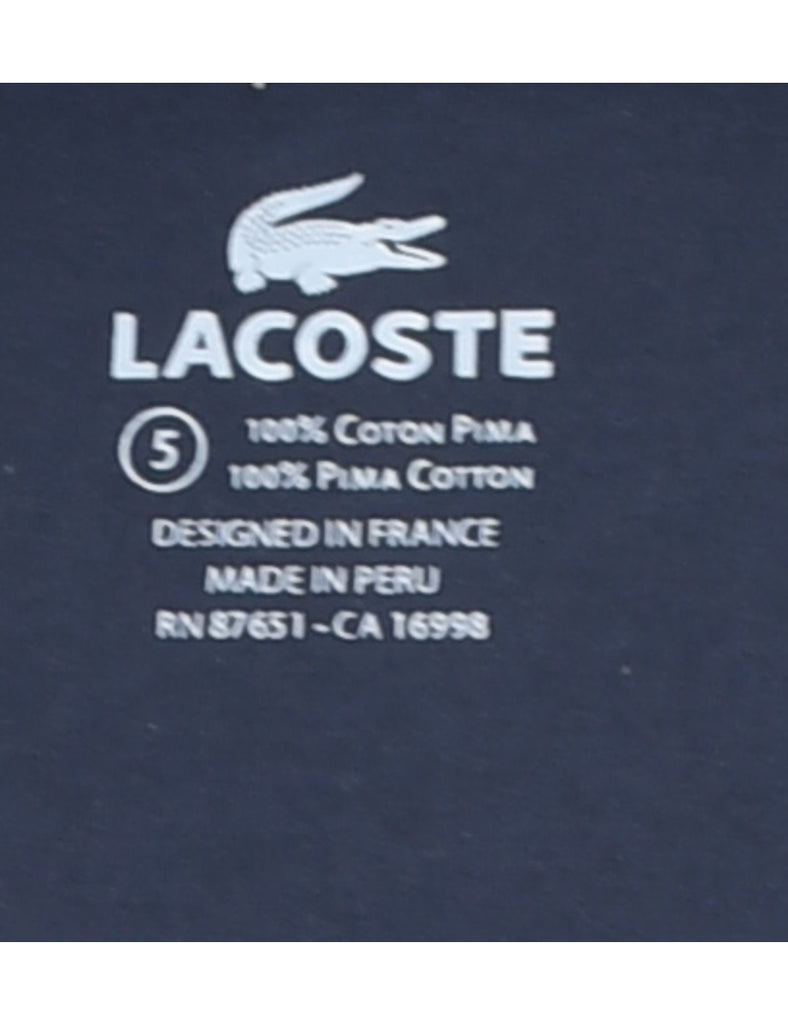 LACOSTE
5 100% COTON PIMA
100% PIMA COTTON
DESIGNED IN FRANCE
MADE IN PERU
RN 87651 - CA 16998